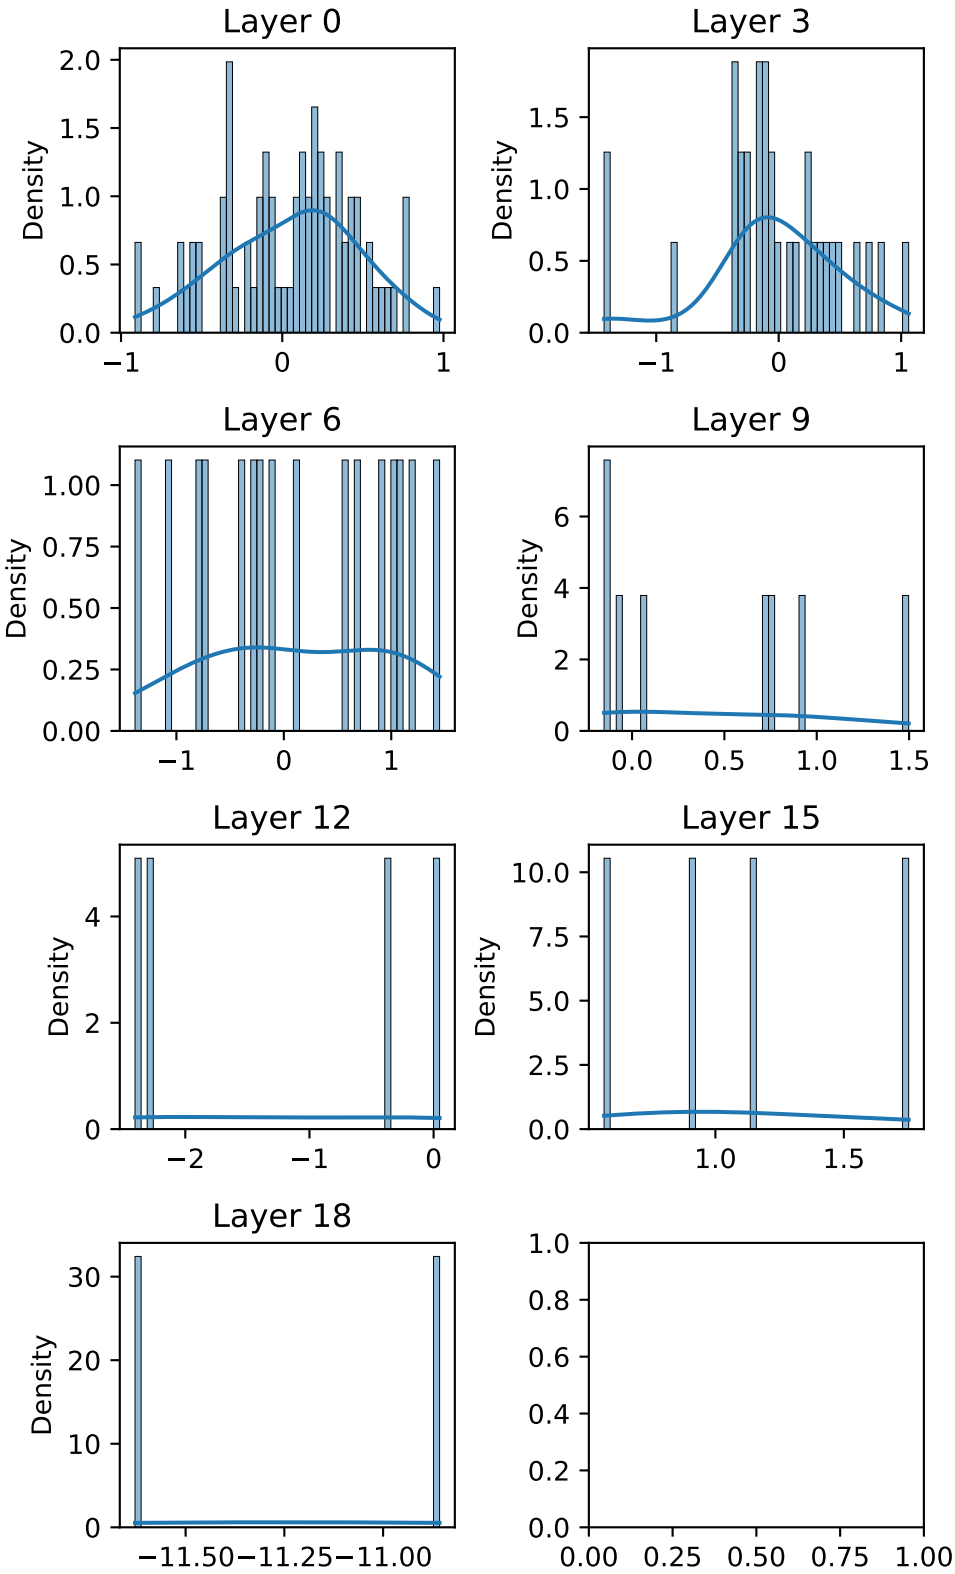 Layer 0
Layer 3
2.0
1.5
1.0
0.5
0.0
Density
−1 0 1
1.5
1.0
0.5
0.0
Density
−1 0 1
Layer 6
Layer 9
1.00
0.75
0.50
0.25
0.00
Density
−1 0 1
6
4
2
0
Density
0.0 0.5 1.0 1.5
Layer 12
Layer 15
4
2
0
Density
−2 −1 0
10.0
7.5
5.0
2.5
0.0
Density
1.0 1.5
Layer 18
30
20
10
0
Density
−11.50 −11.25 −11.00
1.0
0.8
0.6
0.4
0.2
0.0
0.00 0.25 0.50 0.75 1.00